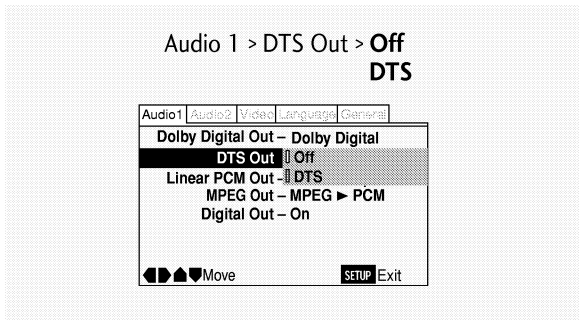 Audio 1 > DTS Out > Off
DTS
Audio1 Audio2 Video Language General
Dolby Digital Out – Dolby Digital
DTS Out Off
Linear PCM Out - DTS
MPEG Out – MPEG ► PCM
Digital Out – On
Move SETUP Exit